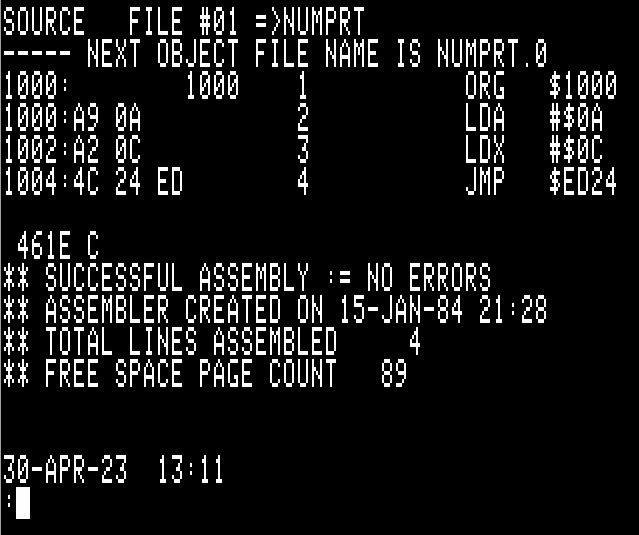 SOURCE   FILE #01 =>NUMPRT
----- NEXT OBJECT FILE NAME IS NUMPRT.0
1000:        1000    1            ORG   $1000
1000:A9 0A           2            LDA   #$0A
1002:A2 0C           3            LDX   #$0C
1004:4C 24 ED        4            JMP   $ED24
 461E C
** SUCCESSFUL ASSEMBLY := NO ERRORS
** ASSEMBLER CREATED ON 15-JAN-84 21:28
** TOTAL LINES ASSEMBLED     4
** FREE SPACE PAGE COUNT   89
30-APR-23  13:11
: